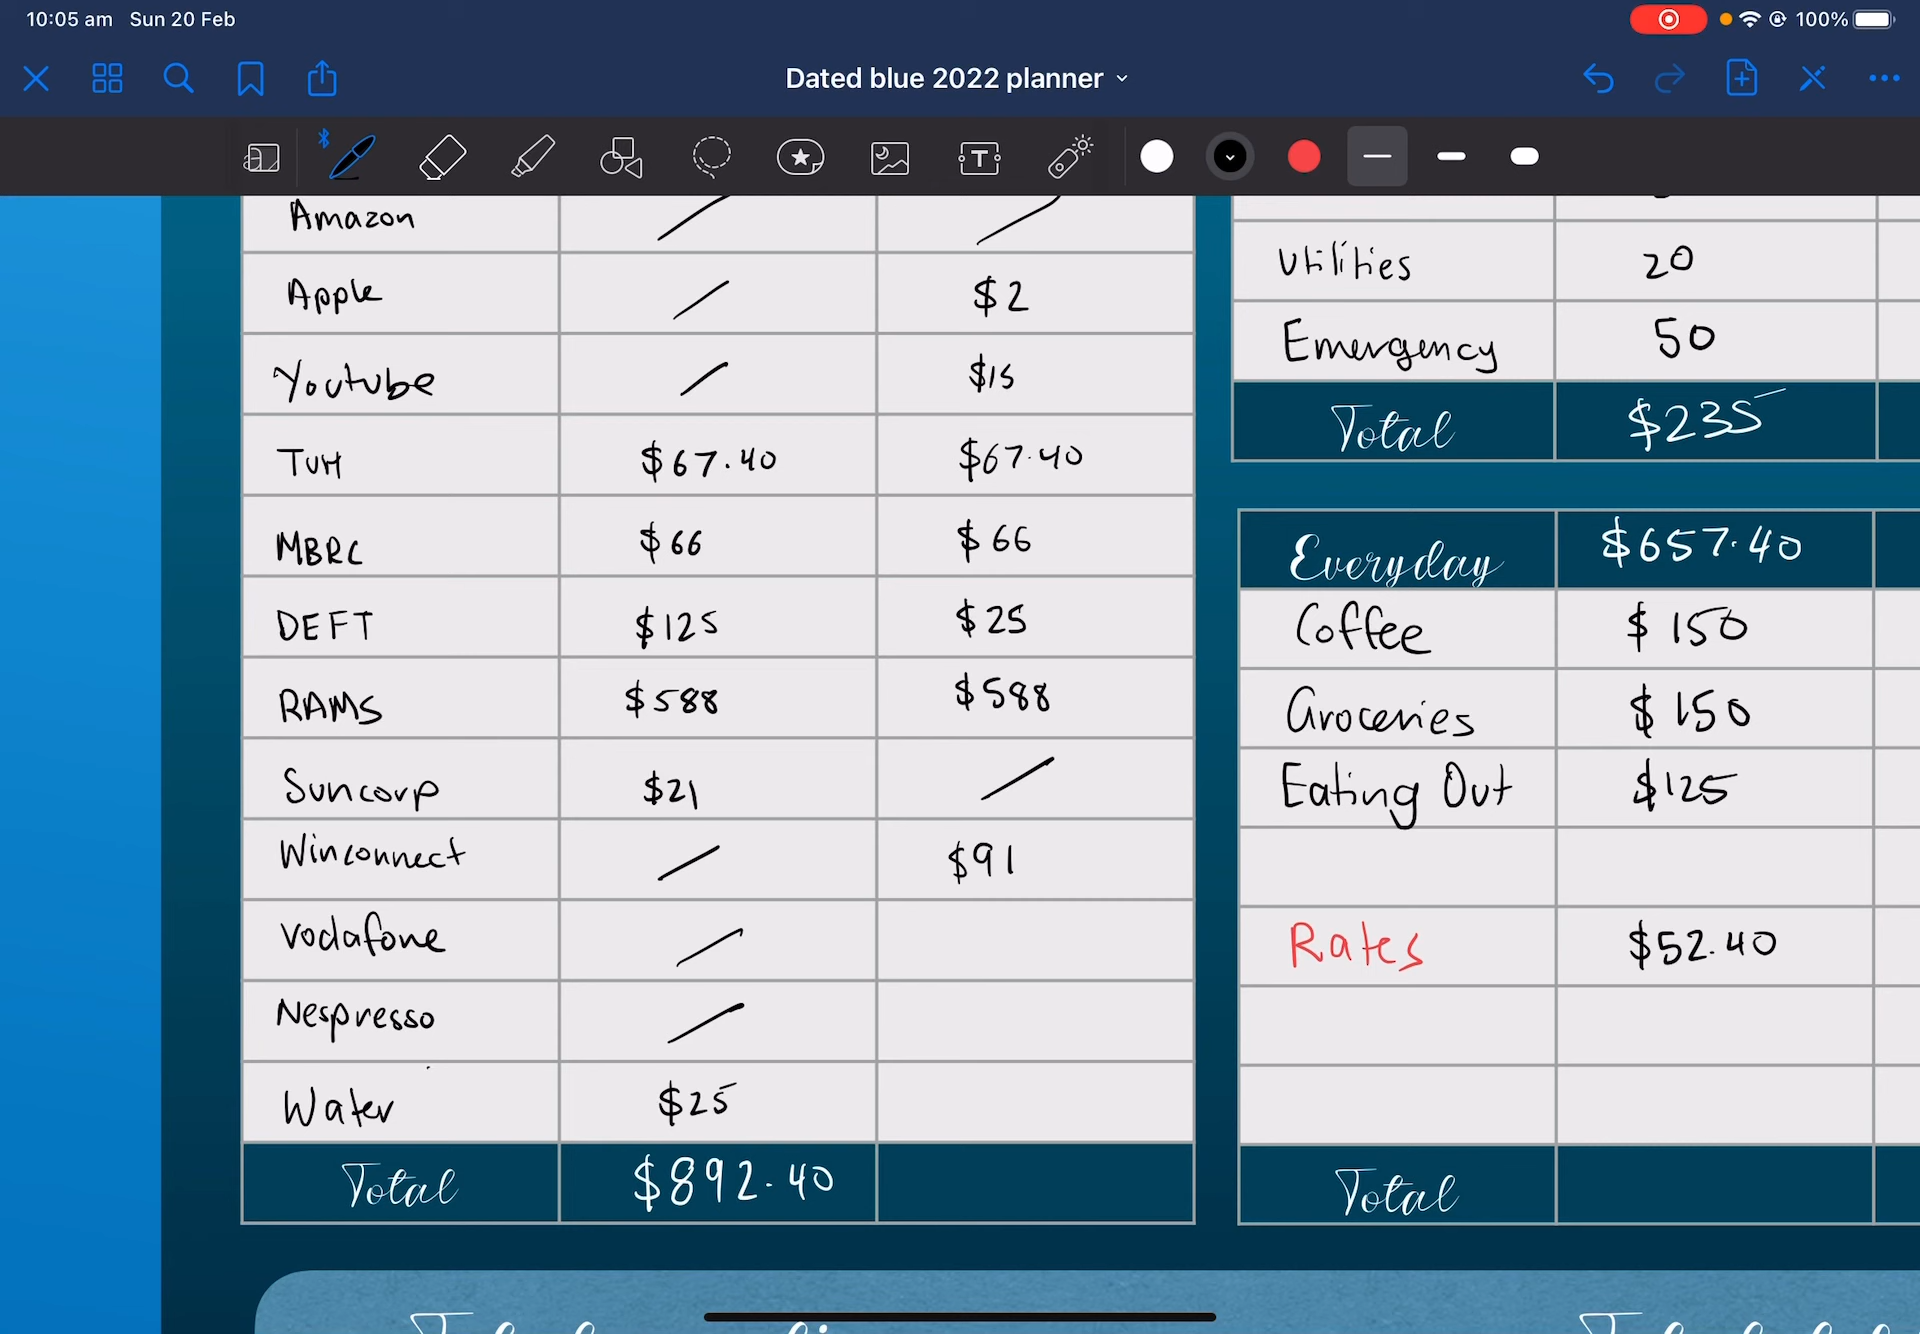 10:05 am Sun 20 Feb 100%
Dated blue 2022 planner
Amazon / /
Apple / $2
Youtube / $15
TUH $67.40 $67.40
MBRC $66 $66
DEFT $125 $25
RAMS $588 $588
Suncorp $21 /
Winconnect / $91
Vodafone /
Nespresso /
Water $25
Total $892.40
Utilities 20
Emergency 50
Total $235
Everyday $657.40
Coffee $150
Groceries $150
Eating Out $125
Rates $52.40
Total